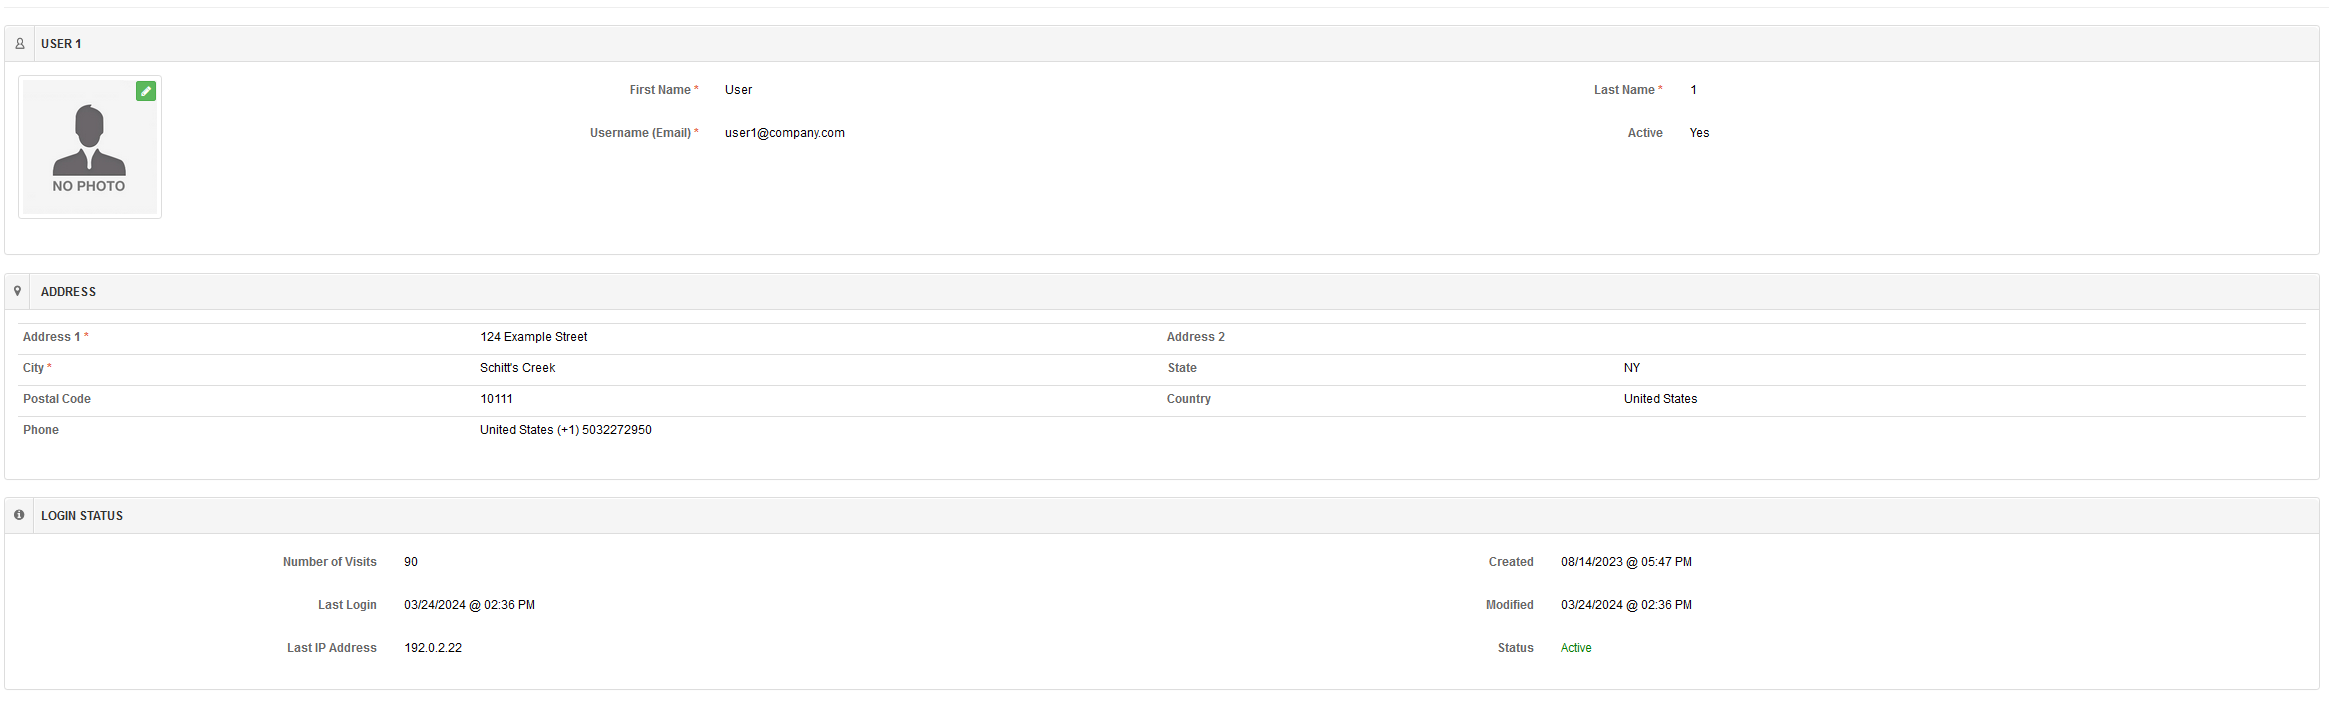 USER 1
NO PHOTO
First Name * User
Last Name * 1
Username (Email) * user1@company.com
Active Yes
ADDRESS
Address 1 * 124 Example Street
Address 2
City * Schitt's Creek
State NY
Postal Code 10111
Country United States
Phone United States (+1) 5032272950
LOGIN STATUS
Number of Visits 90
Created 08/14/2023 @ 05:47 PM
Last Login 03/24/2024 @ 02:36 PM
Modified 03/24/2024 @ 02:36 PM
Last IP Address 192.0.2.22
Status Active